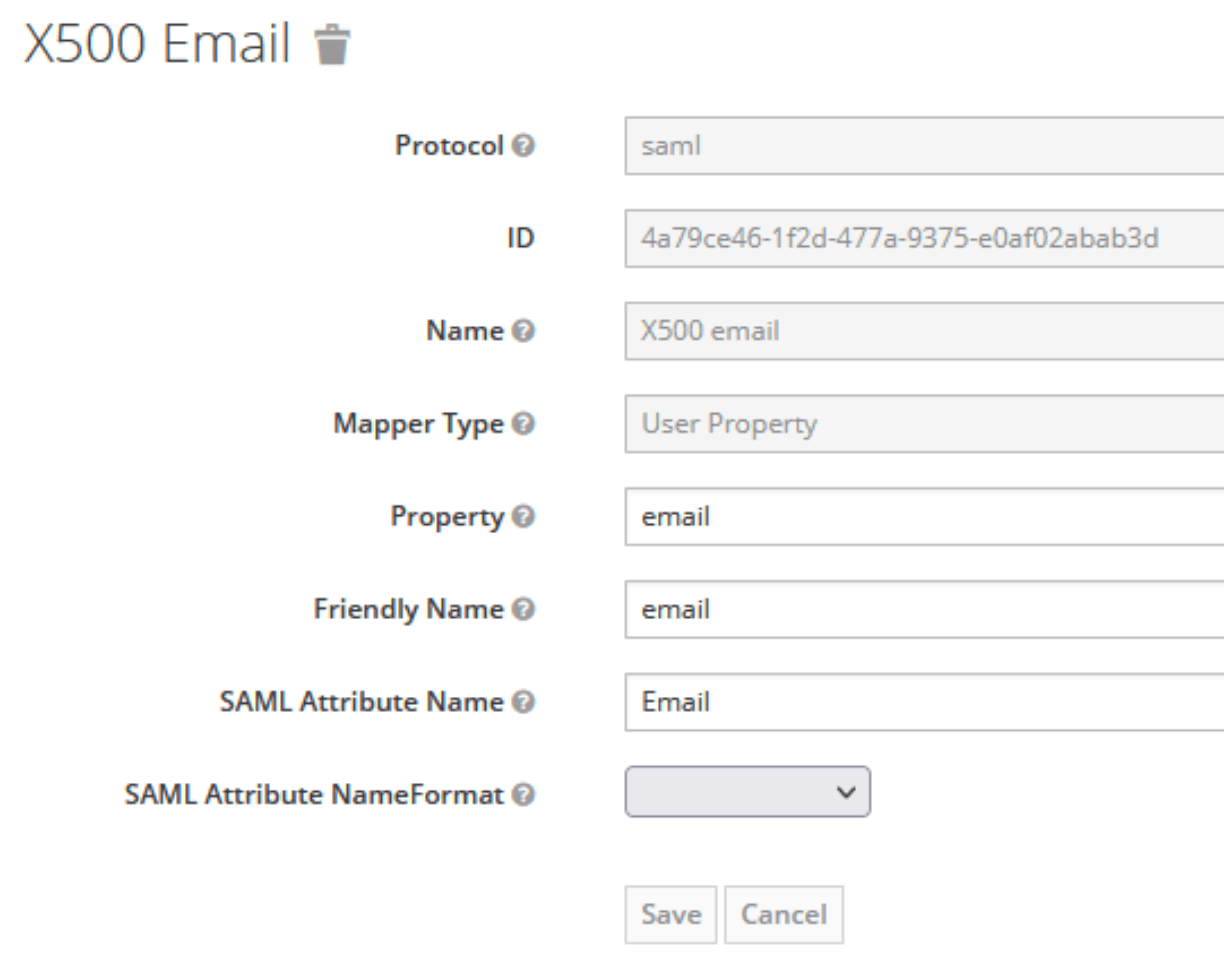 X500 Email
Protocol saml
ID 4a79ce46-1f2d-477a-9375-e0af02abab3d
Name X500 email
Mapper Type User Property
Property email
Friendly Name email
SAML Attribute Name Email
SAML Attribute NameFormat
Save Cancel